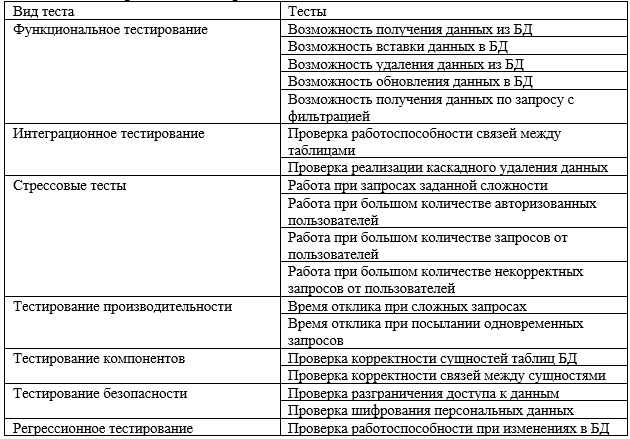 Вид теста
Тесты
Функциональное тестирование
Возможность получения данных из БД
Возможность вставки данных в БД
Возможность удаления данных из БД
Возможность обновления данных в БД
Возможность получения данных по запросу с
фильтрацией
Интеграционное тестирование
Проверка работоспособности связей между
таблицами
Проверка реализации каскадного удаления данных
Стрессовые тесты
Работа при запросах заданной сложности
Работа при большом количестве авторизованных
пользователей
Работа при большом количестве запросов от
пользователей
Работа при большом количестве некорректных
запросов от пользователей
Тестирование производительности
Время отклика при сложных запросах
Время отклика при посылании одновременных
запросов
Тестирование компонентов
Проверка корректности сущностей таблиц БД
Проверка корректности связей между сущностями
Тестирование безопасности
Проверка разграничения доступа к данным
Проверка шифрования персональных данных
Регрессионное тестирование
Проверка работоспособности при изменениях в БД